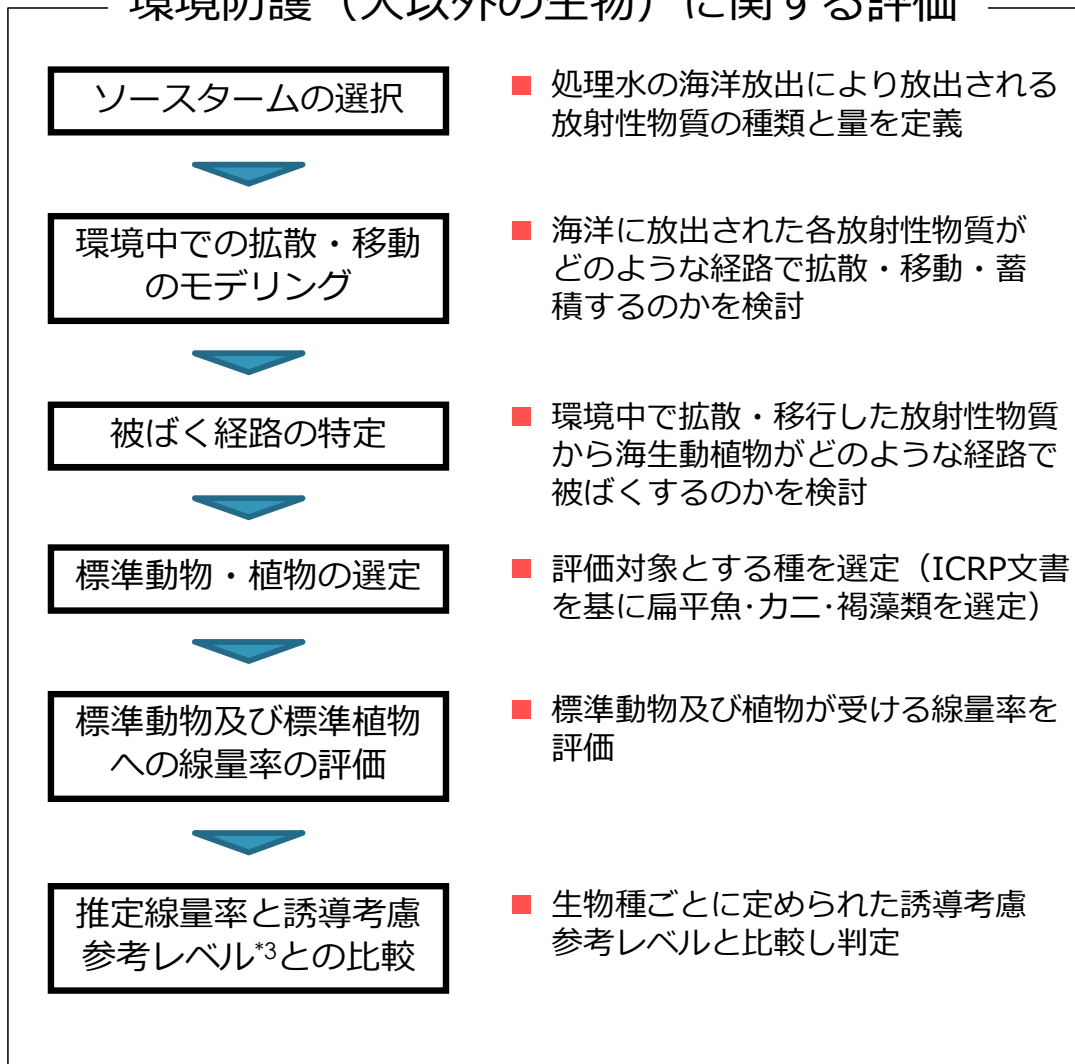 環境防護（人以外の生物）に関する評価
ソースタームの選択
■ 処理水の海洋放出により放出される
放射性物質の種類と量を定義
環境中での拡散・移動
のモデリング
■ 海洋に放出された各放射性物質が
どのような経路で拡散・移動・蓄
積するのかを検討
被ばく経路の特定
■ 環境中で拡散・移行した放射性物質
から海生動植物がどのような経路で
被ばくするのかを検討
標準動物・植物の選定
■ 評価対象とする種を選定（ICRP文書
を基に扁平魚･カニ･褐藻類を選定）
標準動物及び標準植物
への線量率の評価
■ 標準動物及び植物が受ける線量率を
評価
推定線量率と誘導考慮
参考レベル*3との比較
■ 生物種ごとに定められた誘導考慮
参考レベルと比較し判定